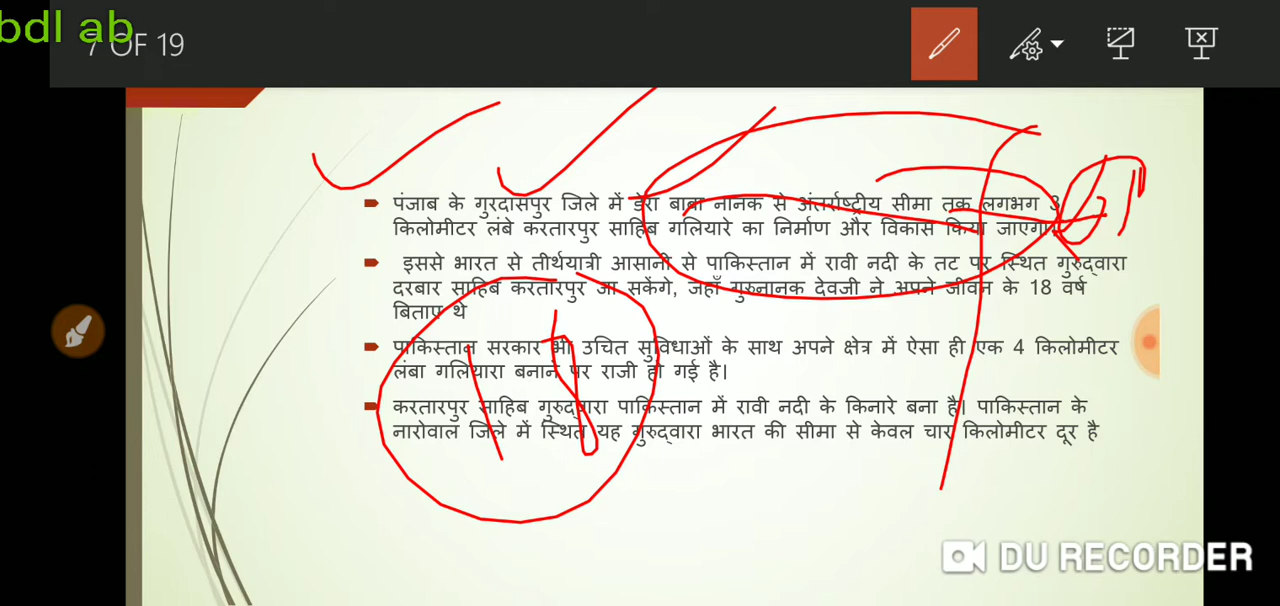 bdl ab
7 OF 19
पंजाब के गुरदासपुर जिले में डेरा बाबा नानक से अंतर्राष्ट्रीय सीमा तक लगभग 3
किलोमीटर लंबे करतारपुर साहिब गलियारे का निर्माण और विकास किया जाएगा
इससे भारत से तीर्थयात्री आसानी से पाकिस्तान में रावी नदी के तट पर स्थित गुरुद्वारा
दरबार साहिब करतारपुर जा सकेंगे, जहाँ गुरुनानक देवजी ने अपने जीवन के 18 वर्ष
बिताए थे
पाकिस्तान सरकार भी उचित सुविधाओं के साथ अपने क्षेत्र में ऐसा ही एक 4 किलोमीटर
लंबा गलियारा बनाने पर राजी हो गई है।
करतारपुर साहिब गुरुद्वारा पाकिस्तान में रावी नदी के किनारे बना है। पाकिस्तान के
नारोवाल जिले में स्थित यह गुरुद्वारा भारत की सीमा से केवल चार किलोमीटर दूर है
18
DU RECORDER